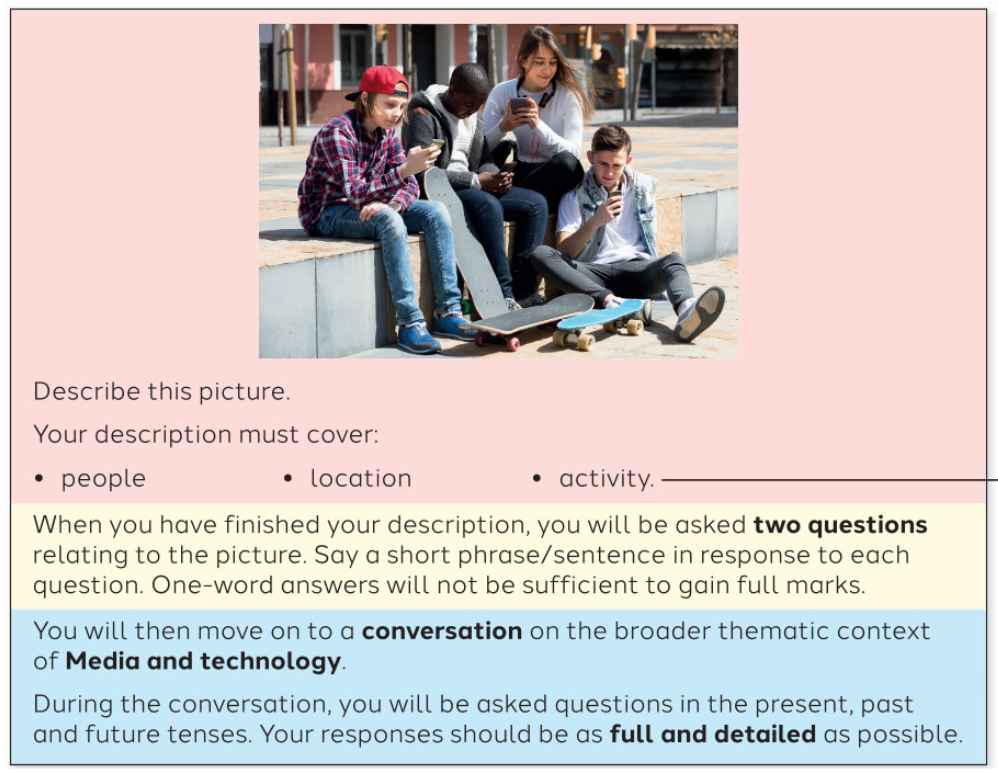 Describe this picture.
Your description must cover:
• people • location • activity.
When you have finished your description, you will be asked two questions
relating to the picture. Say a short phrase/sentence in response to each
question. One-word answers will not be sufficient to gain full marks.
You will then move on to a conversation on the broader thematic context
of Media and technology.
During the conversation, you will be asked questions in the present, past
and future tenses. Your responses should be as full and detailed as possible.